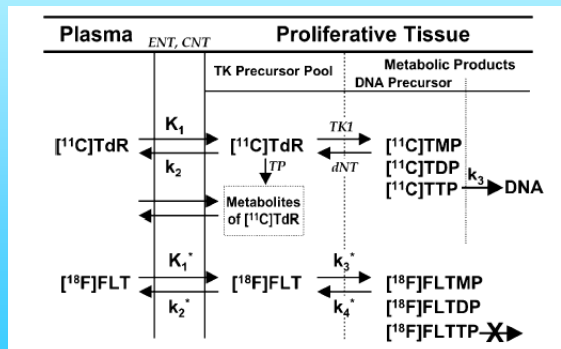 Plasma ENT, CNT Proliferative Tissue
TK Precursor Pool
Metabolic Products
DNA Precursor
K₁ TK1
[¹¹C]TdR [¹¹C]TdR [¹¹C]TMP
k₂ TP dNT [¹¹C]TDP
[¹¹C]TTP k₃ DNA
Metabolites
of [¹¹C]TdR
K₁* k₃*
[¹⁸F]FLT [¹⁸F]FLT [¹⁸F]FLTMP
k₂* k₄* [¹⁸F]FLTDP
[¹⁸F]FLTTP X